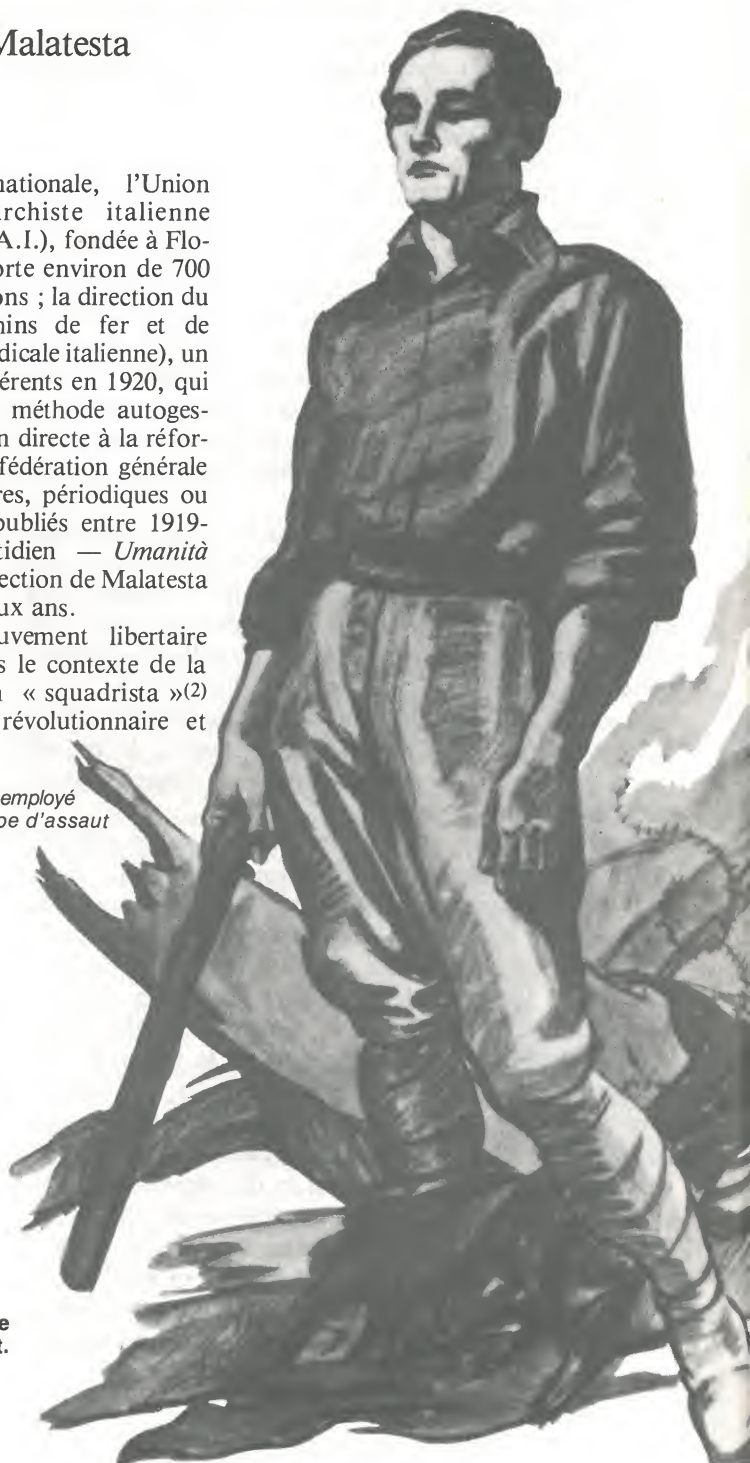 Malatesta
nationale, l'Union
rchiste italienne
A.I.), fondée à Flo-
orte environ de 700
ons ; la direction du
nins de fer et de
dicale italienne), un
érents en 1920, qui
méthode autoges-
n directe à la réfor-
fédération générale
res, périodiques ou
publiés entre 1919-
tidien — Umanità
ection de Malatesta
ux ans.
uvement libertaire
s le contexte de la
« squadrista »(2)
révolutionnaire et
employé
pe d'assaut
e
t.